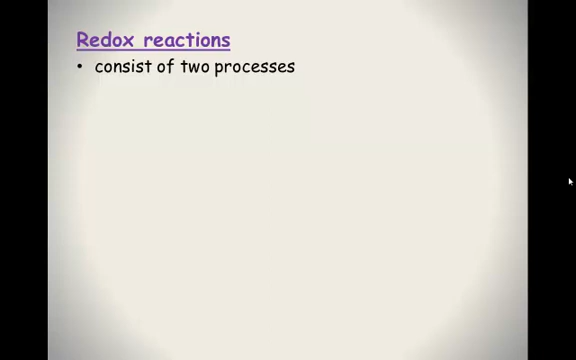 Redox reactions
• consist of two processes